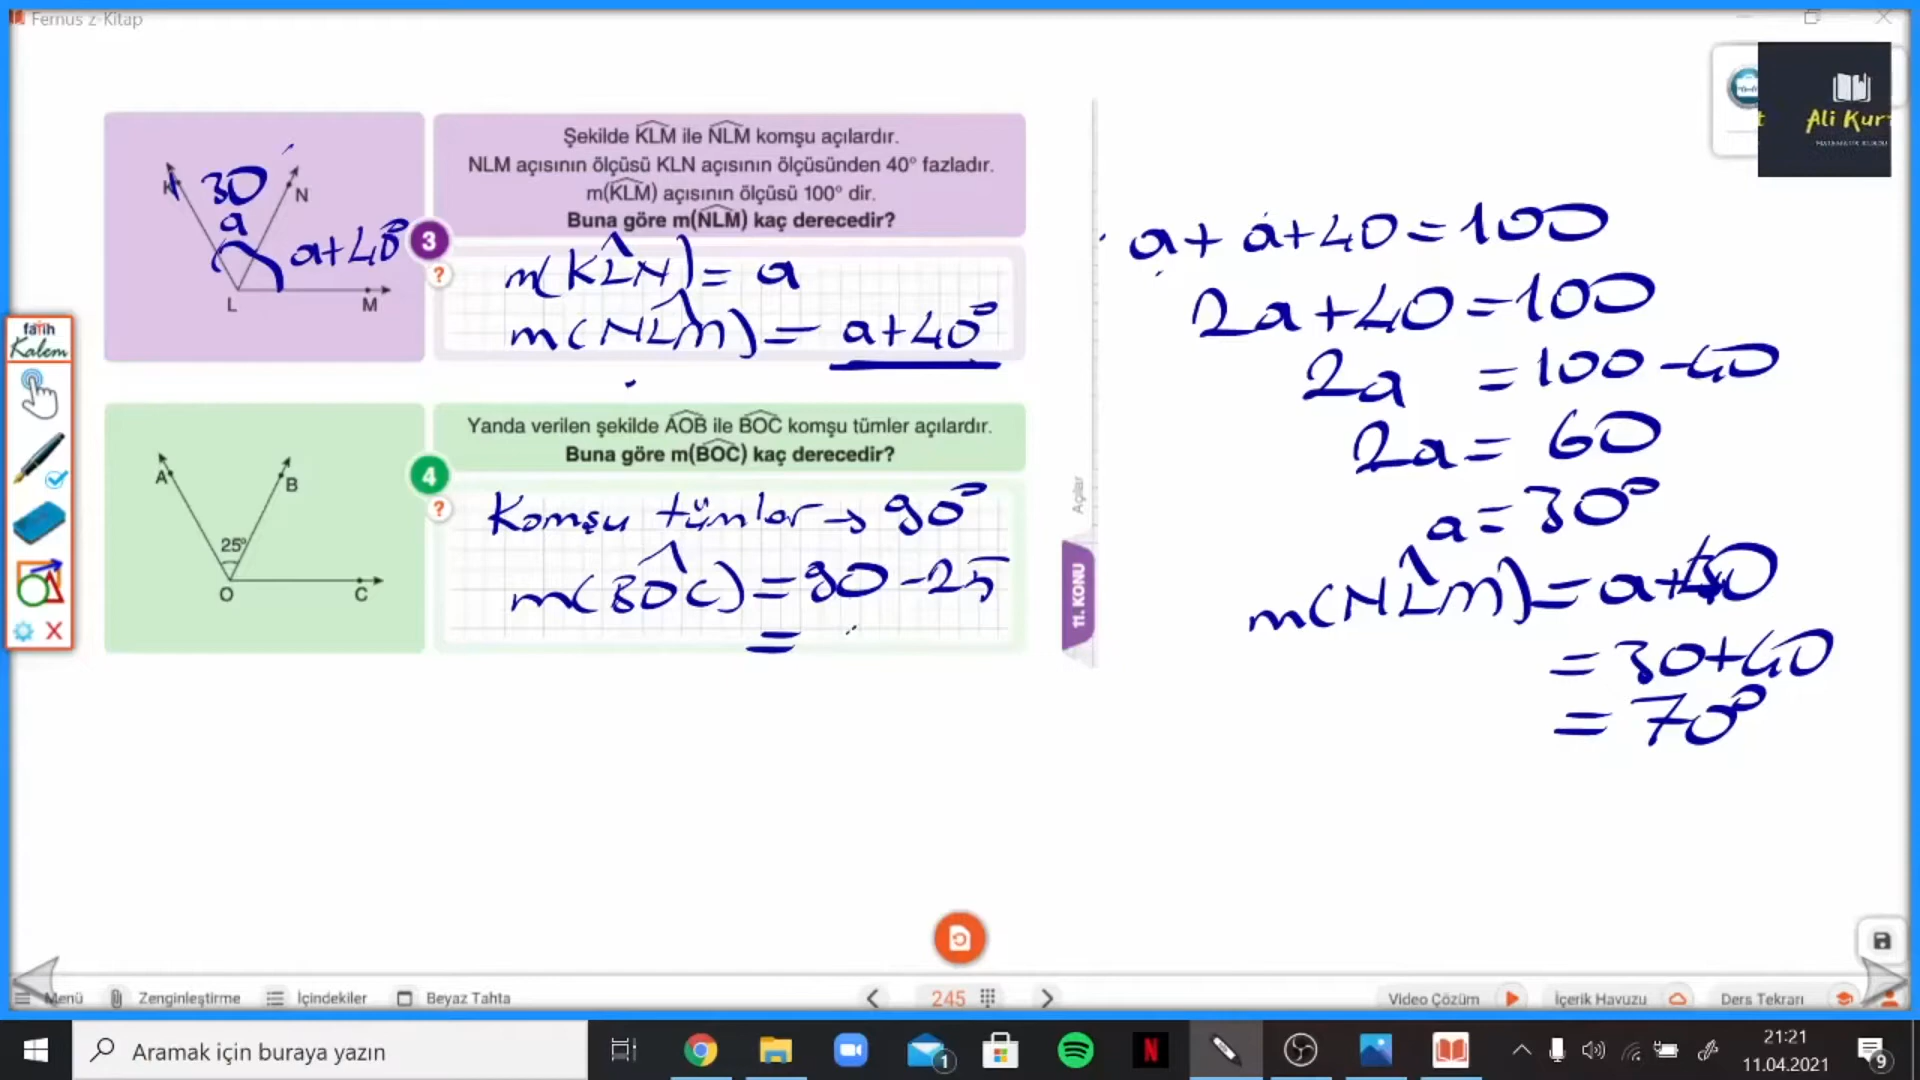 Fernus z-Kitap
Ali Kurt
K 30 N
a
a+40°
L M
Şekilde KLM ile NLM komşu açılardır.
NLM açısının ölçüsü KLN açısının ölçüsünden 40° fazladır.
m(KLM) açısının ölçüsü 100° dir.
Buna göre m(NLM) kaç derecedir?
3
?
m(KLN) = a
m(NLM) = a+40°
fatih
Kalem
A B
25°
O C
Yanda verilen şekilde AOB ile BOC komşu tümler açılardır.
Buna göre m(BOC) kaç derecedir?
4
?
Komşu tümler → 90°
m(BOC) = 90 - 25
=
Açılar
11. KONU
a + a+40 = 100
2a + 40 = 100
2a = 100 - 40
2a = 60
a = 30°
m(NLM) = a+40
= 30+40
= 70°
Menü Zenginleştirme İçindekiler Beyaz Tahta 245 Video Çözüm İçerik Havuzu Ders Tekrarı
Aramak için buraya yazın
1
N
21:21
11.04.2021
9